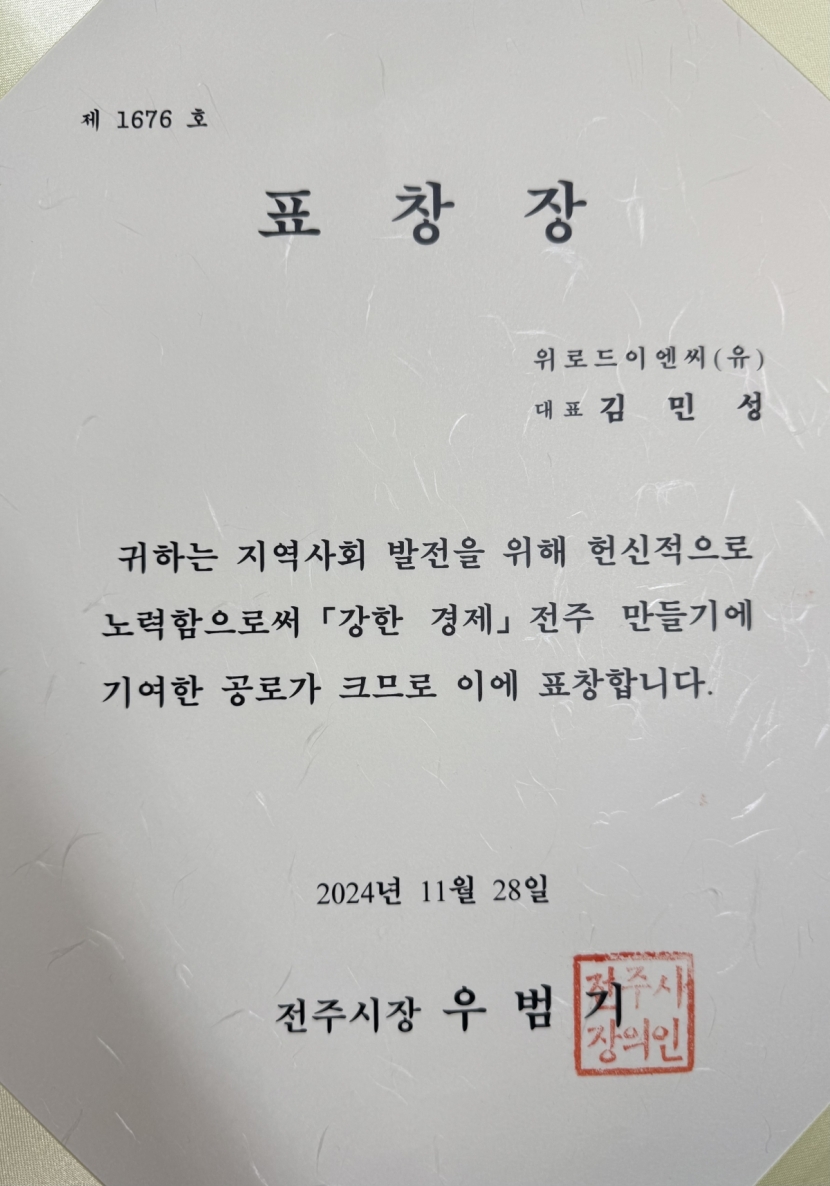 제 1676 호
표 창 장
위로드이엔씨(유)
대표 김 민 성
귀하는 지역사회 발전을 위해 헌신적으로
노력함으로써 「강한 경제」 전주 만들기에
기여한 공로가 크므로 이에 표창합니다.
2024년 11월 28일
전주시장 우 범 기
전주시
장의인